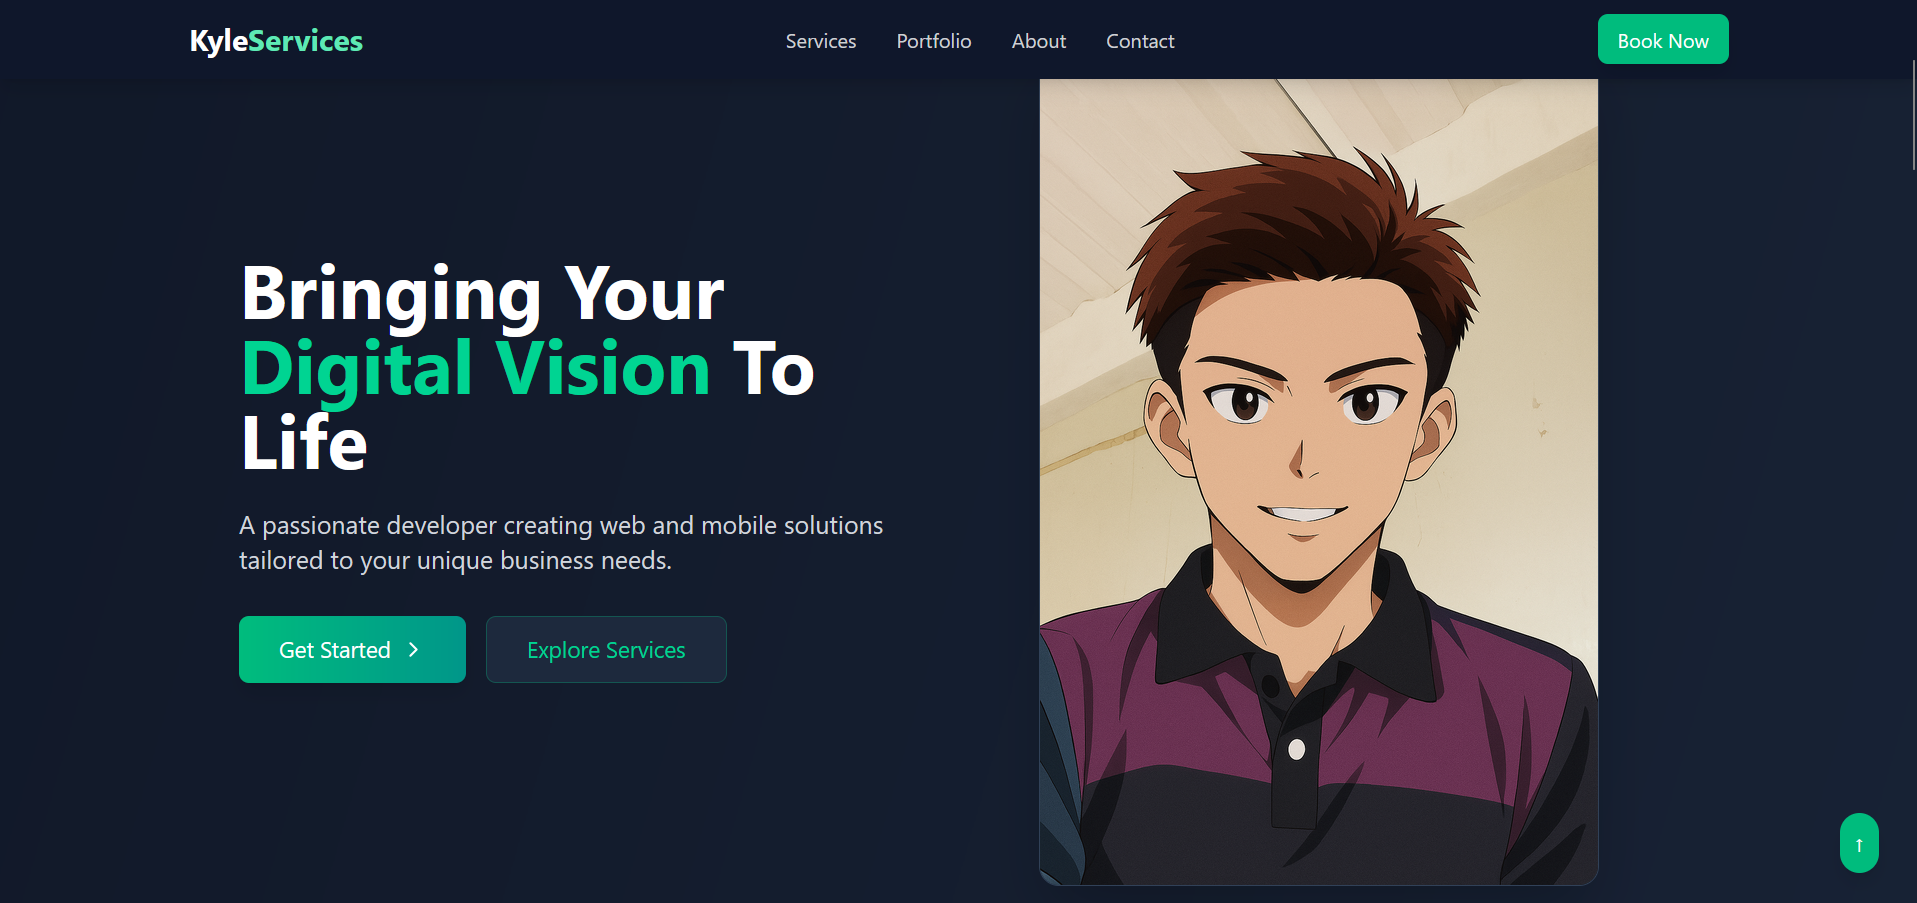 KyleServices
Services
Portfolio
About
Contact
Book Now
Bringing Your
Digital Vision To
Life
A passionate developer creating web and mobile solutions
tailored to your unique business needs.
Get Started
Explore Services
↑